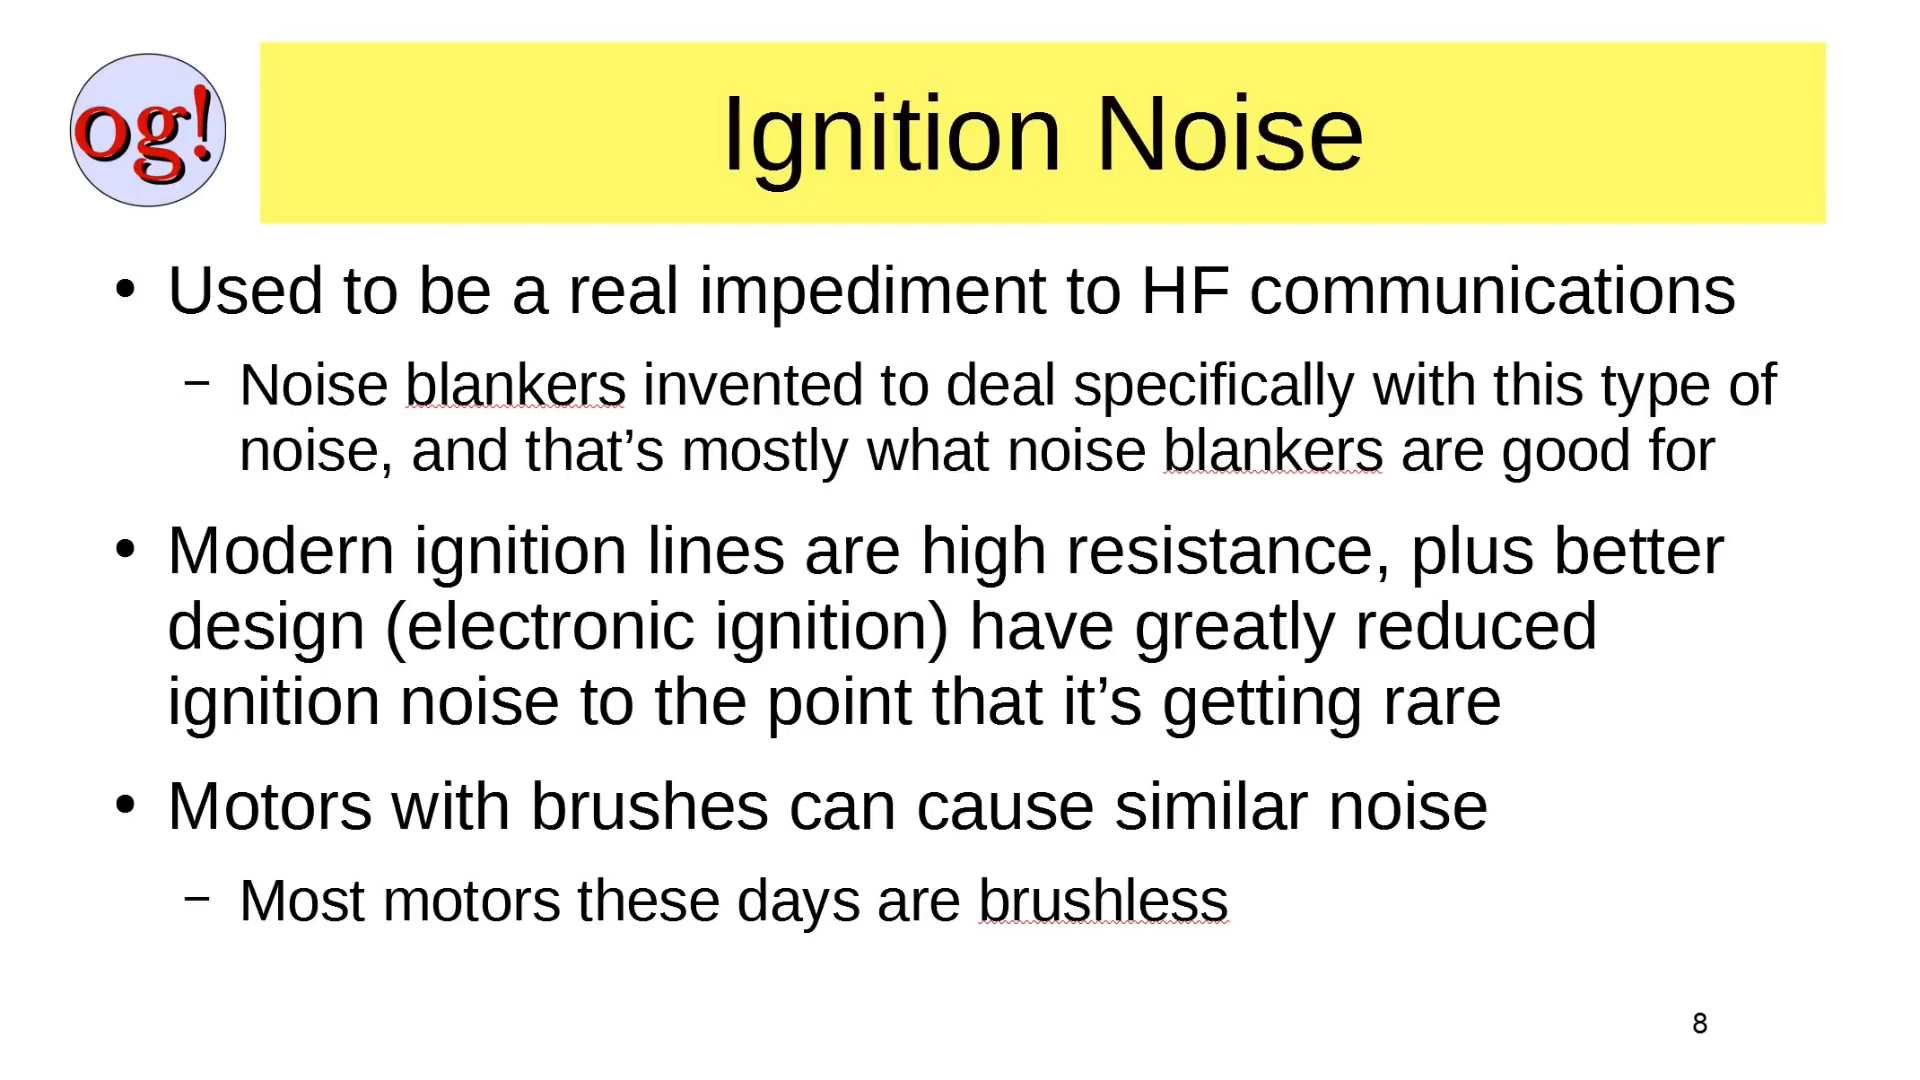 og!
Ignition Noise
• Used to be a real impediment to HF communications
– Noise blankers invented to deal specifically with this type of
noise, and that’s mostly what noise blankers are good for
• Modern ignition lines are high resistance, plus better
design (electronic ignition) have greatly reduced
ignition noise to the point that it’s getting rare
• Motors with brushes can cause similar noise
– Most motors these days are brushless
8